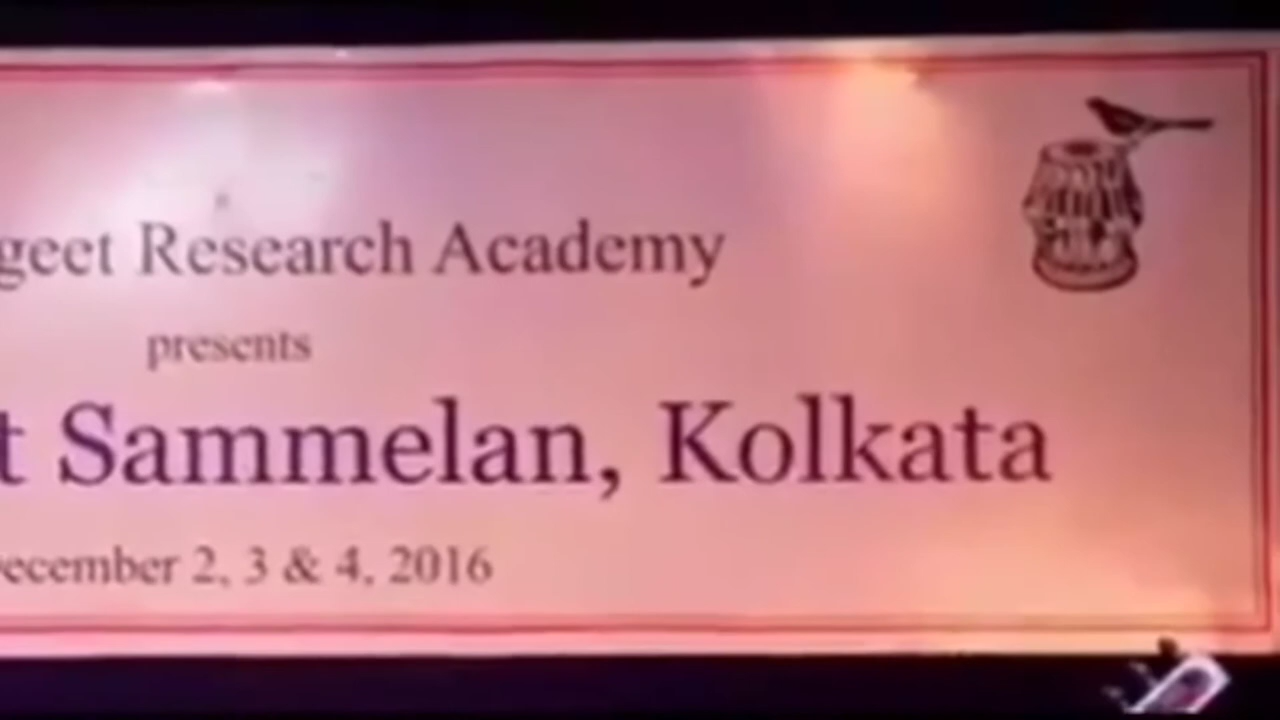 geet Research Academy
presents
t Sammelan, Kolkata
ecember 2, 3 & 4, 2016